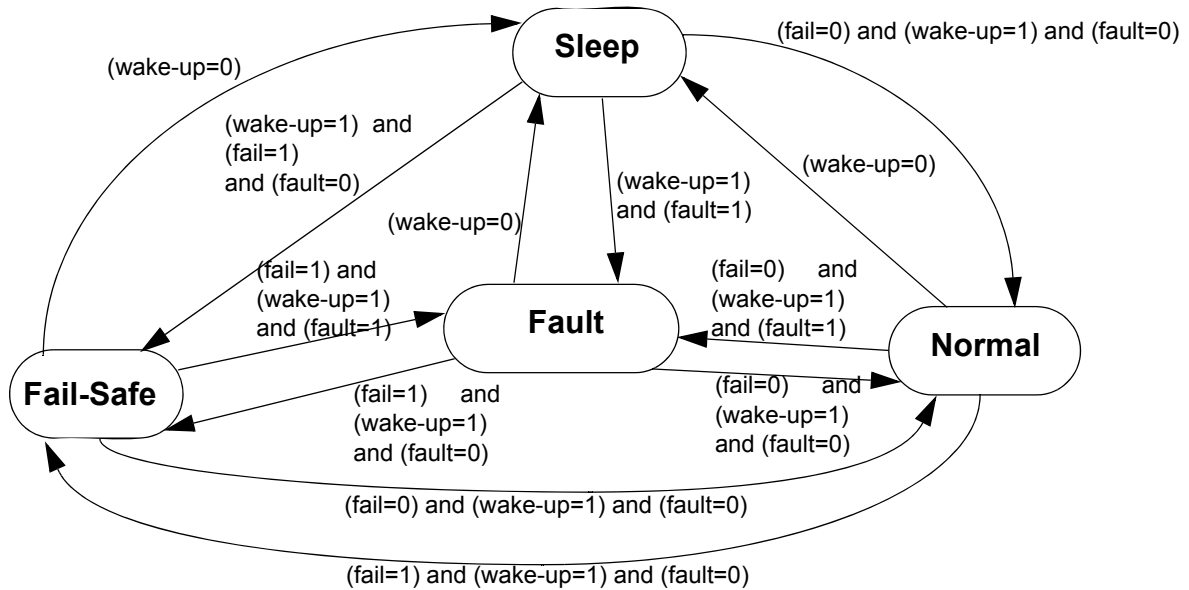 Sleep
(fail=0) and (wake-up=1) and (fault=0)
(wake-up=0)
(wake-up=1) and
(fail=1)
and (fault=0)
(wake-up=0)
(wake-up=1)
and (fault=1)
(wake-up=0)
(fail=1) and
(wake-up=1)
and (fault=1)
Fault
(fail=0) and
(wake-up=1)
and (fault=1)
Normal
Fail-Safe
(fail=1) and
(wake-up=1)
and (fault=0)
(fail=0) and
(wake-up=1)
and (fault=0)
(fail=0) and (wake-up=1) and (fault=0)
(fail=1) and (wake-up=1) and (fault=0)